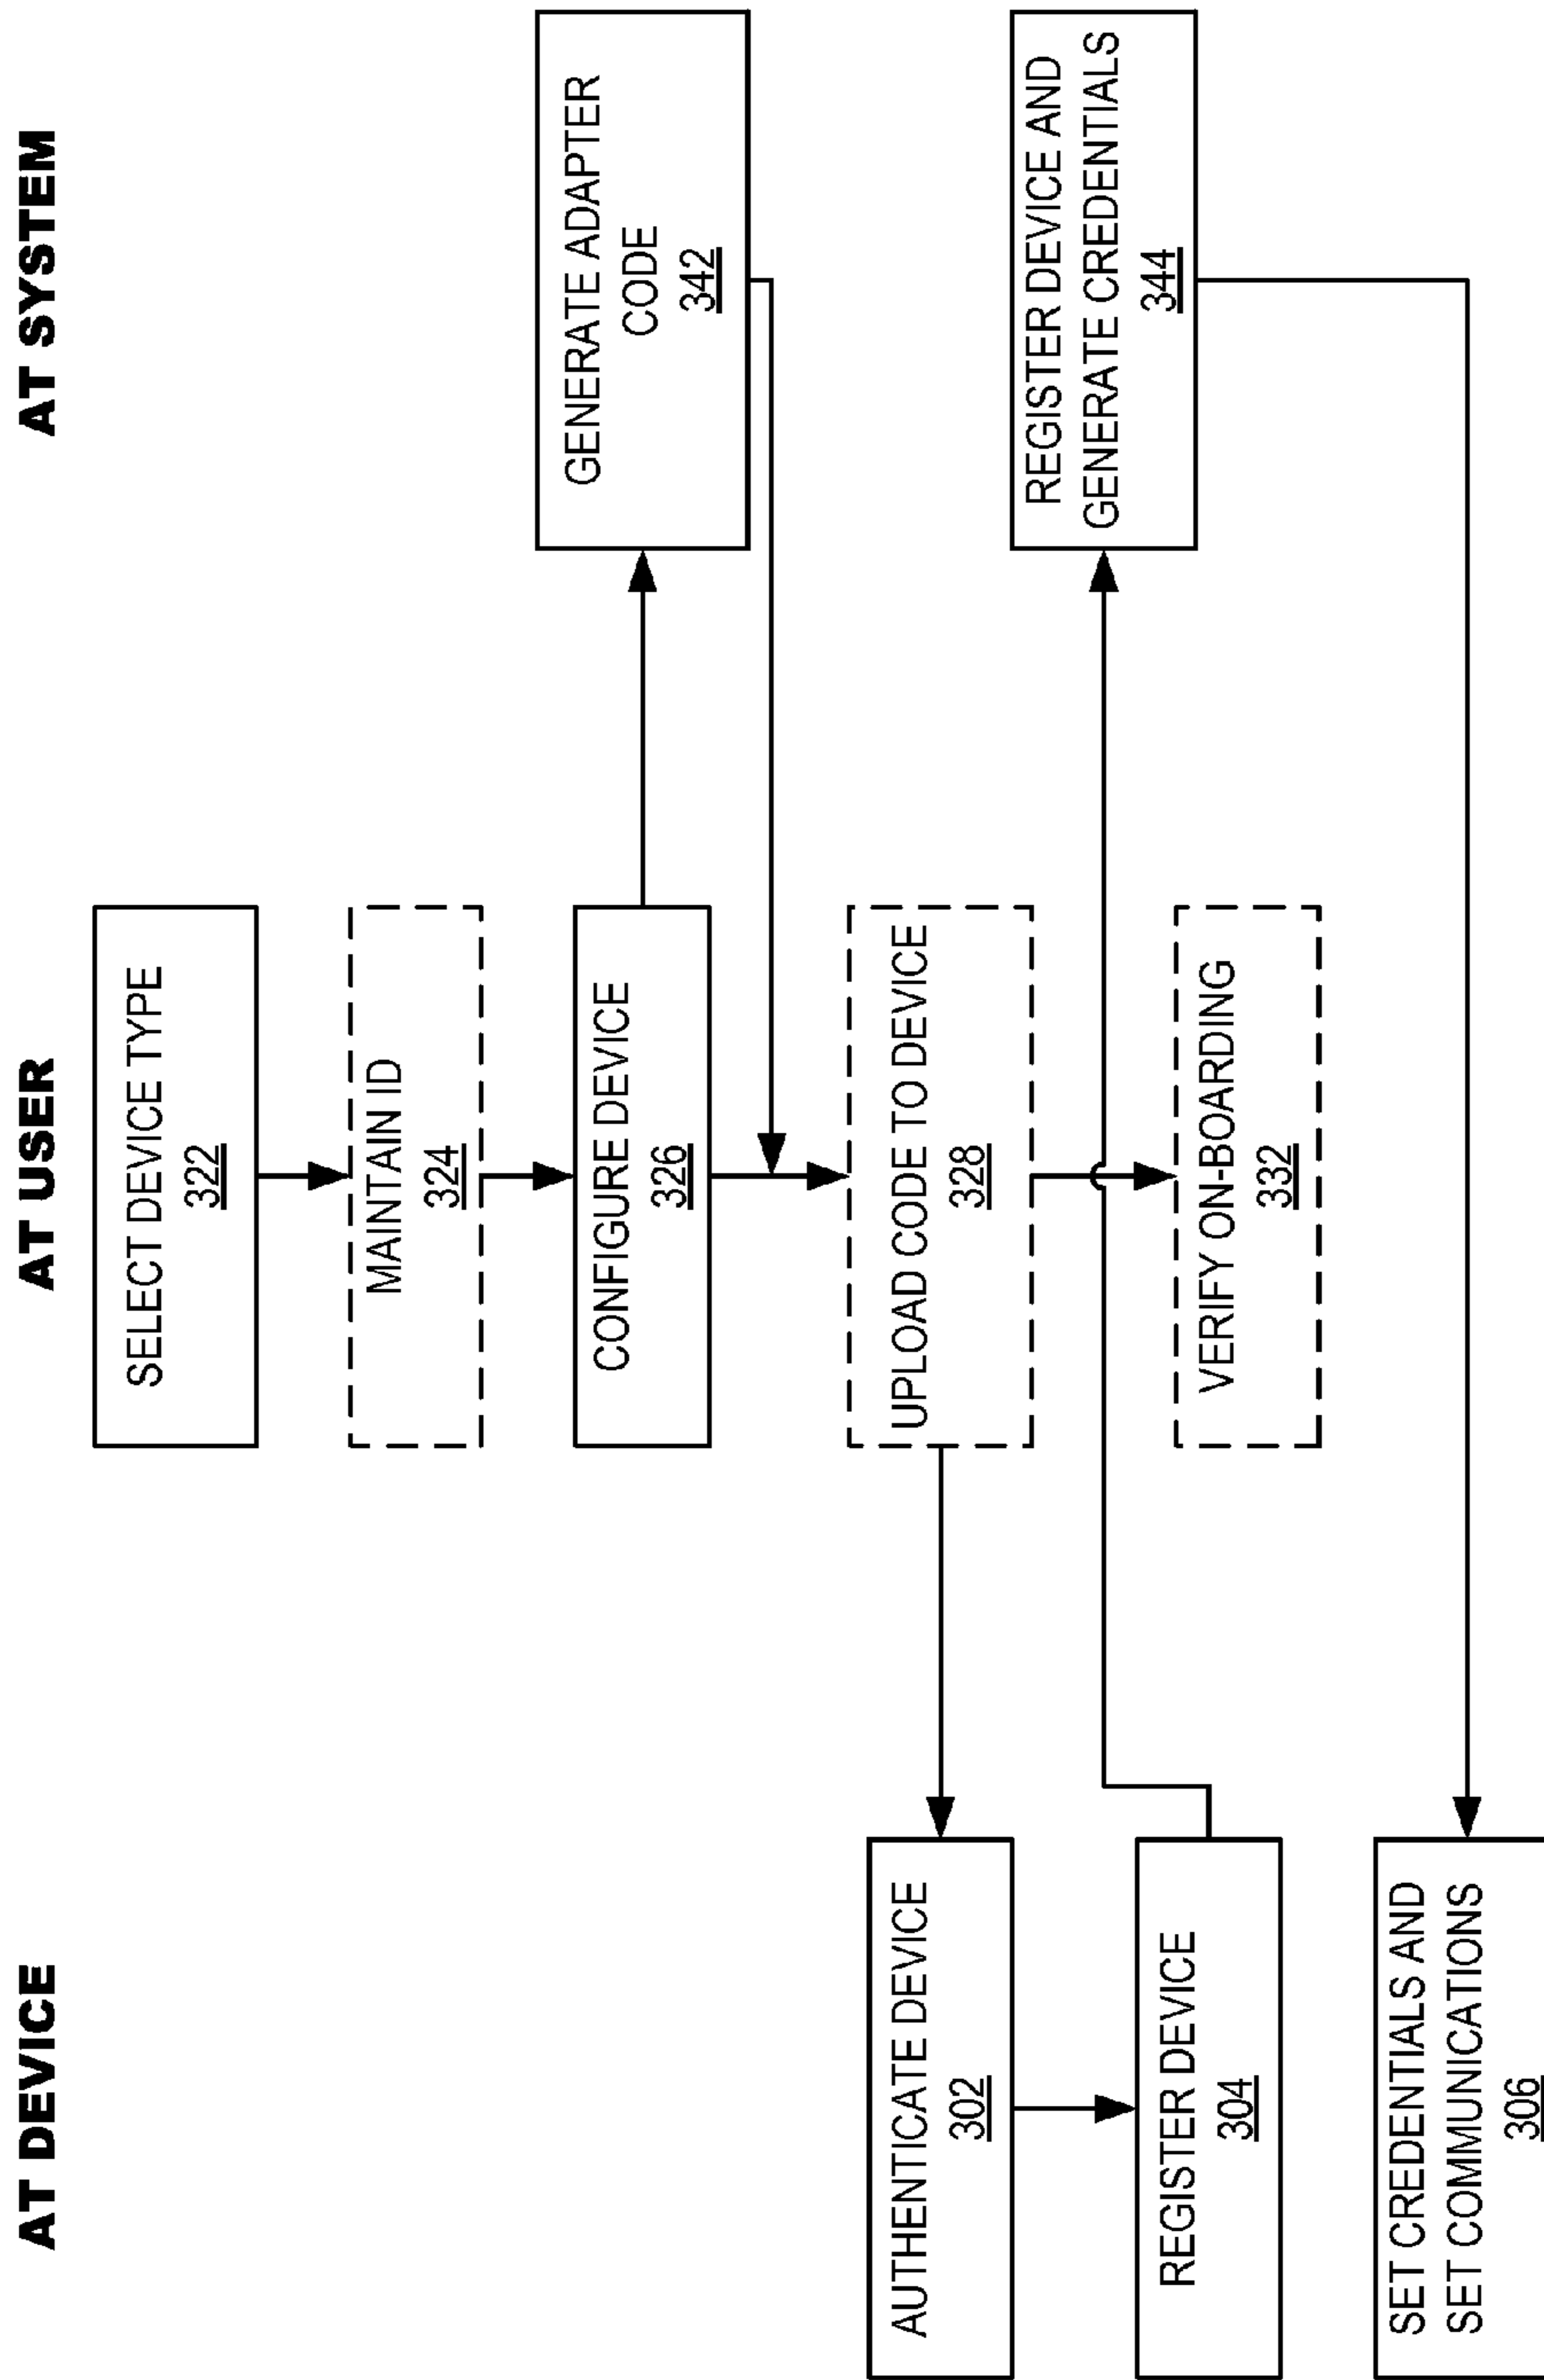 AT DEVICE
AT USER
AT SYSTEM
SELECT DEVICE TYPE
322
MAINTAIN ID
324
CONFIGURE DEVICE
326
GENERATE ADAPTER
CODE
342
UPLOAD CODE TO DEVICE
328
AUTHENTICATE DEVICE
302
REGISTER DEVICE
304
REGISTER DEVICE AND
GENERATE CREDENTIALS
344
VERIFY ON-BOARDING
332
SET CREDENTIALS AND
SET COMMUNICATIONS
306